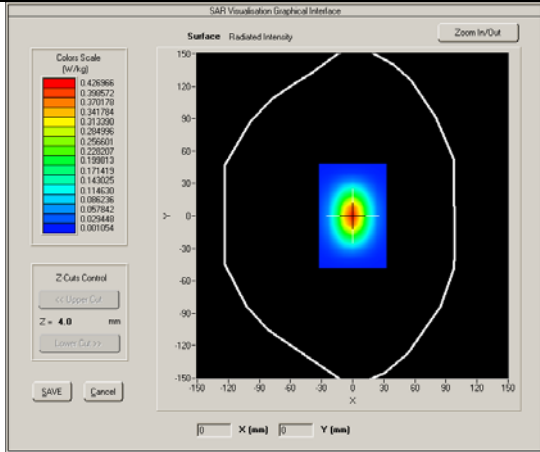 SAR Visualisation Graphical Interface
Surface Radiated Intensity
Zoom In/Out
Colors Scale
(W/kg)
0.426966
0.398572
0.370178
0.341784
0.313390
0.284996
0.256601
0.228207
0.199813
0.171419
0.143025
0.114630
0.086236
0.057842
0.029448
0.001054
150
120
90
60
30
0
-30
-60
-90
-120
-150
Y
-150 -120 -90 -60 -30 0 30 60 90 120 150
X
Z-Cuts Control
<< Upper Cut
Z = 4.0 mm
Lower Cut >>
SAVE Cancel
0 X (mm) 0 Y (mm)